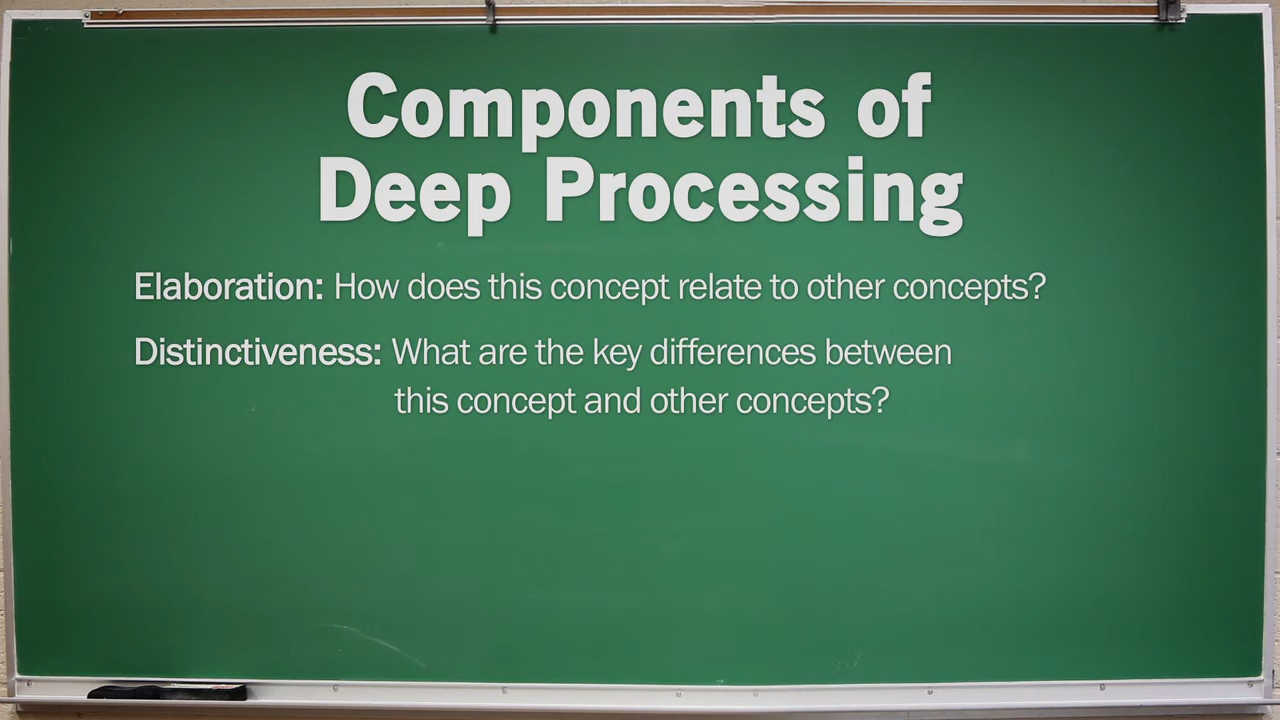 Components of
Deep Processing
Elaboration: How does this concept relate to other concepts?
Distinctiveness: What are the key differences between
this concept and other concepts?